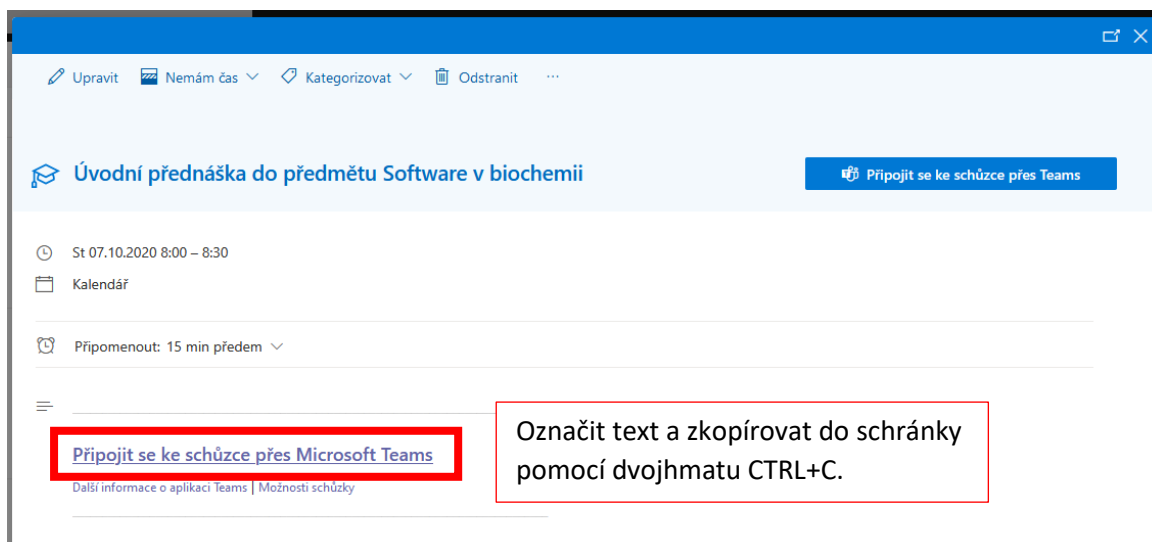 Upravit Nemám čas Kategorizovat Odstranit ...
Úvodní přednáška do předmětu Software v biochemii
Připojit se ke schůzce přes Teams
St 07.10.2020 8:00 – 8:30
Kalendář
Připomenout: 15 min předem
Připojit se ke schůzce přes Microsoft Teams
Další informace o aplikaci Teams | Možnosti schůzky
Označit text a zkopírovat do schránky
pomocí dvojhmatu CTRL+C.